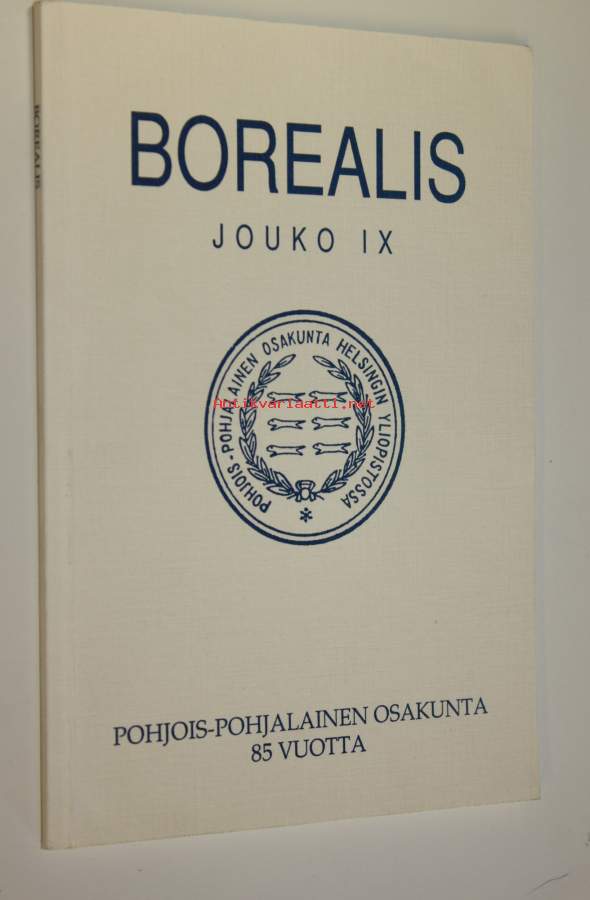 BOREALIS
BOREALIS
JOUKO IX
POHJOIS-POHJALAINEN OSAKUNTA HELSINGIN YLIOPISTOSSA
*
Antikvariaatti.net
POHJOIS-POHJALAINEN OSAKUNTA
85 VUOTTA